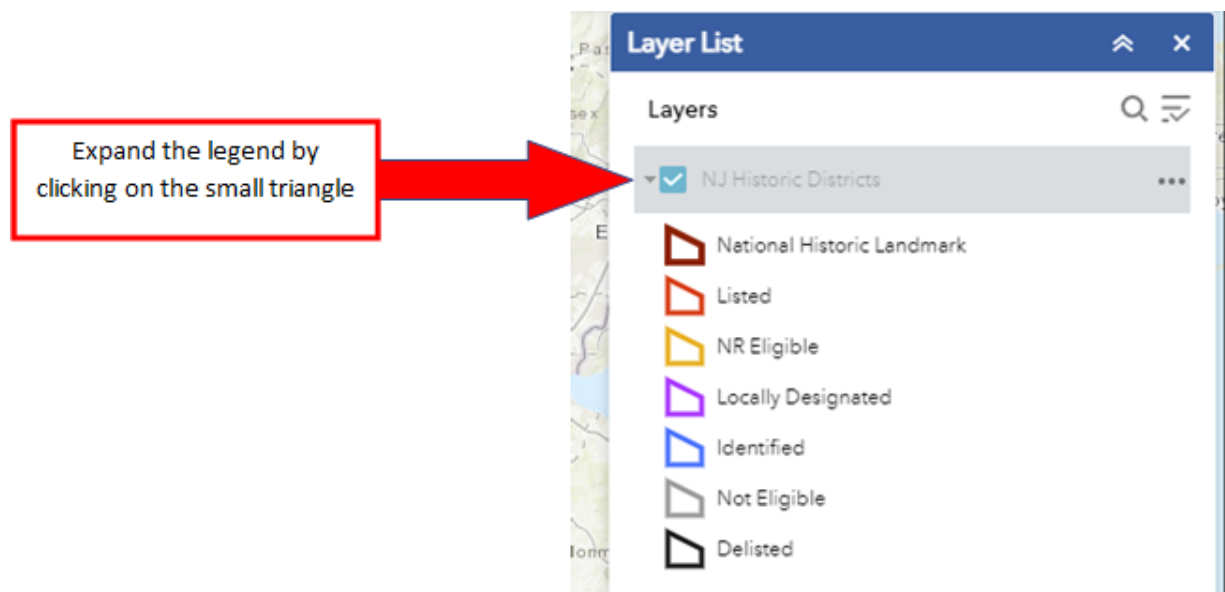 Layer List
Layers
Expand the legend by
clicking on the small triangle
NJ Historic Districts
National Historic Landmark
Listed
NR Eligible
Locally Designated
Identified
Not Eligible
Delisted